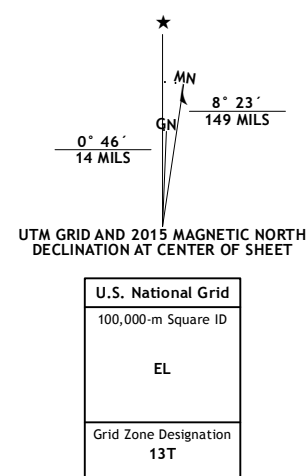 ★
MN
GN
8° 23´
149 MILS
0° 46´
14 MILS
UTM GRID AND 2015 MAGNETIC NORTH
DECLINATION AT CENTER OF SHEET
U.S. National Grid
100,000-m Square ID
EL
Grid Zone Designation
13T